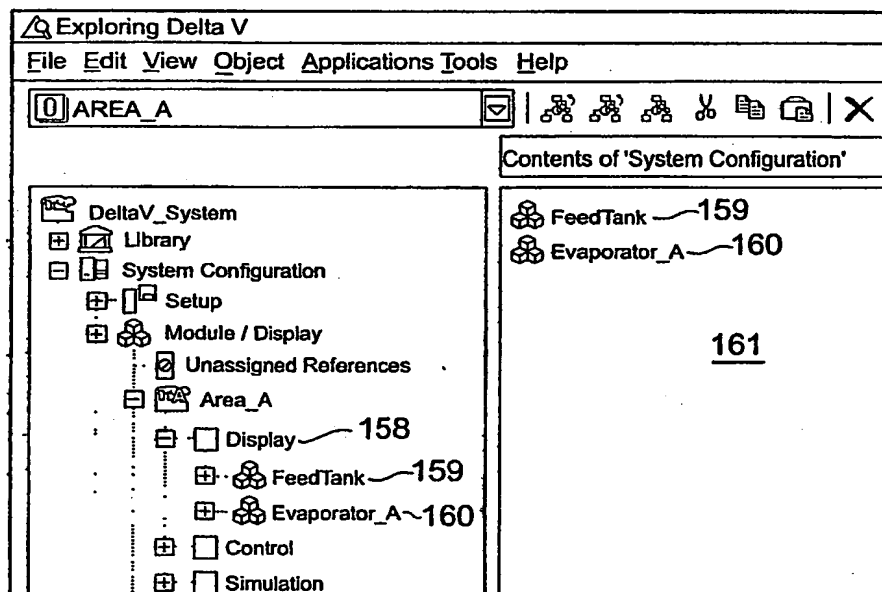 Exploring Delta V
File Edit View Object Applications Tools Help
AREA_A
Contents of 'System Configuration'
DeltaV_System
Library
System Configuration
Setup
Module / Display
Unassigned References
Area_A
Display 158
FeedTank 159
Evaporator_A 160
Control
Simulation
FeedTank 159
Evaporator_A 160
161